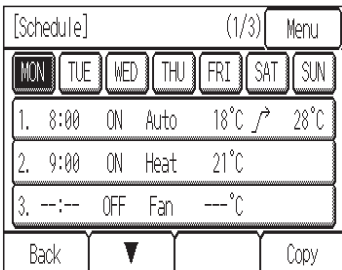 [Schedule] (1/3) Menu
MON TUE WED THU FRI SAT SUN
1. 8:00 ON Auto 18°C 28°C
2. 9:00 ON Heat 21°C
3. --:-- OFF Fan ---°C
Back ▼ Copy